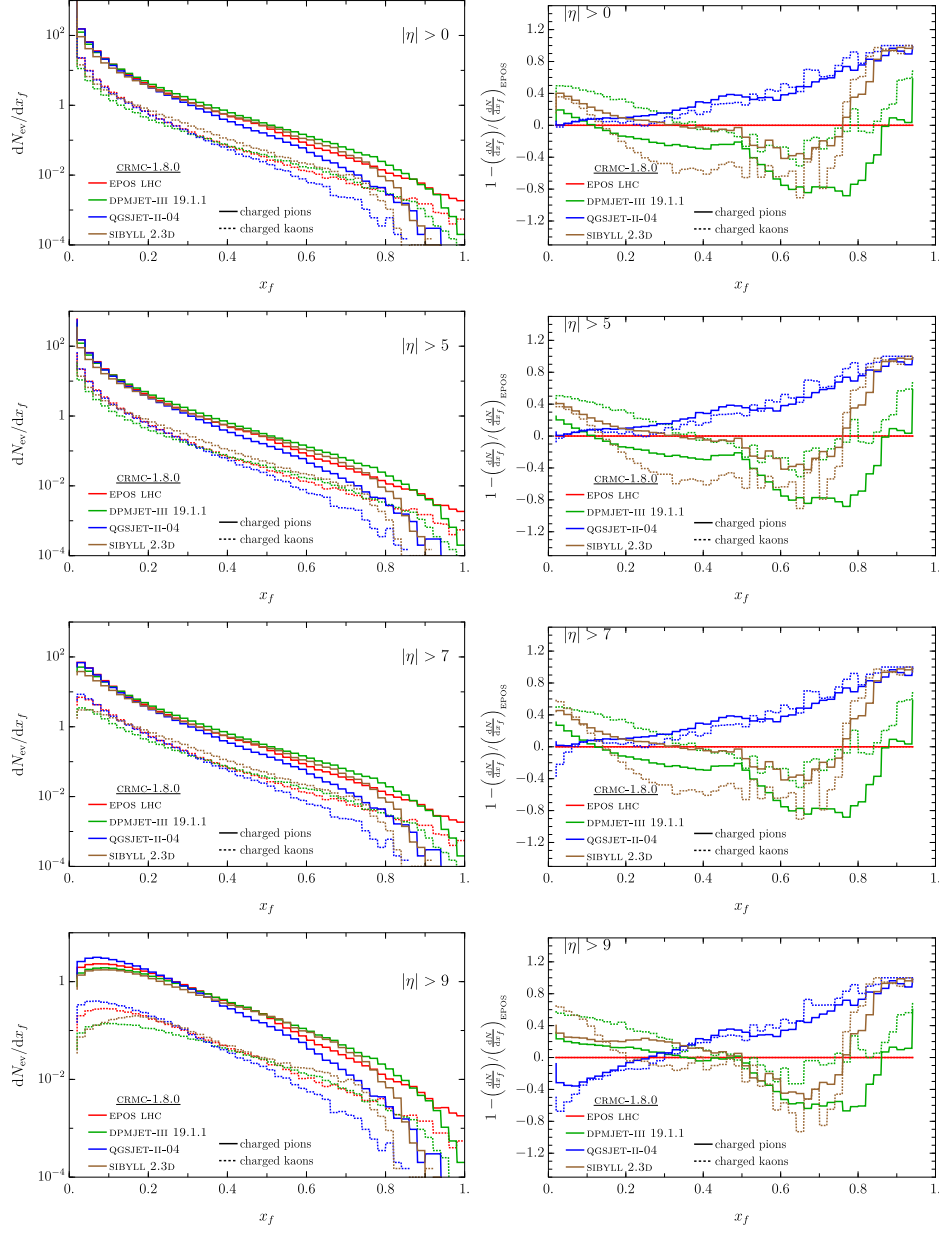 |η| > 0
dN_ev/dx_f
10²
1
10⁻²
10⁻⁴
CRMC-1.8.0
EPOS LHC
DPMJET-III 19.1.1
QGSJET-II-04
SIBYLL 2.3D
charged pions
charged kaons
0. 0.2 0.4 0.6 0.8 1.
x_f
|η| > 0
1 − (dN/dx_f)/(dN/dx_f)_EPOS
1.2
0.8
0.4
0.
−0.4
−0.8
−1.2
CRMC-1.8.0
EPOS LHC
DPMJET-III 19.1.1
QGSJET-II-04
SIBYLL 2.3D
charged pions
charged kaons
0. 0.2 0.4 0.6 0.8 1.
x_f
|η| > 5
dN_ev/dx_f
10²
1
10⁻²
10⁻⁴
CRMC-1.8.0
EPOS LHC
DPMJET-III 19.1.1
QGSJET-II-04
SIBYLL 2.3D
charged pions
charged kaons
0. 0.2 0.4 0.6 0.8 1.
x_f
|η| > 5
1 − (dN/dx_f)/(dN/dx_f)_EPOS
1.2
0.8
0.4
0.
−0.4
−0.8
−1.2
CRMC-1.8.0
EPOS LHC
DPMJET-III 19.1.1
QGSJET-II-04
SIBYLL 2.3D
charged pions
charged kaons
0. 0.2 0.4 0.6 0.8 1.
x_f
|η| > 7
dN_ev/dx_f
10²
1
10⁻²
10⁻⁴
CRMC-1.8.0
EPOS LHC
DPMJET-III 19.1.1
QGSJET-II-04
SIBYLL 2.3D
charged pions
charged kaons
0. 0.2 0.4 0.6 0.8 1.
x_f
|η| > 7
1 − (dN/dx_f)/(dN/dx_f)_EPOS
1.2
0.8
0.4
0.
−0.4
−0.8
−1.2
CRMC-1.8.0
EPOS LHC
DPMJET-III 19.1.1
QGSJET-II-04
SIBYLL 2.3D
charged pions
charged kaons
0. 0.2 0.4 0.6 0.8 1.
x_f
|η| > 9
dN_ev/dx_f
1
10⁻²
10⁻⁴
CRMC-1.8.0
EPOS LHC
DPMJET-III 19.1.1
QGSJET-II-04
SIBYLL 2.3D
charged pions
charged kaons
0. 0.2 0.4 0.6 0.8 1.
x_f
|η| > 9
1 − (dN/dx_f)/(dN/dx_f)_EPOS
1.2
0.8
0.4
0.
−0.4
−0.8
−1.2
CRMC-1.8.0
EPOS LHC
DPMJET-III 19.1.1
QGSJET-II-04
SIBYLL 2.3D
charged pions
charged kaons
0. 0.2 0.4 0.6 0.8 1.
x_f